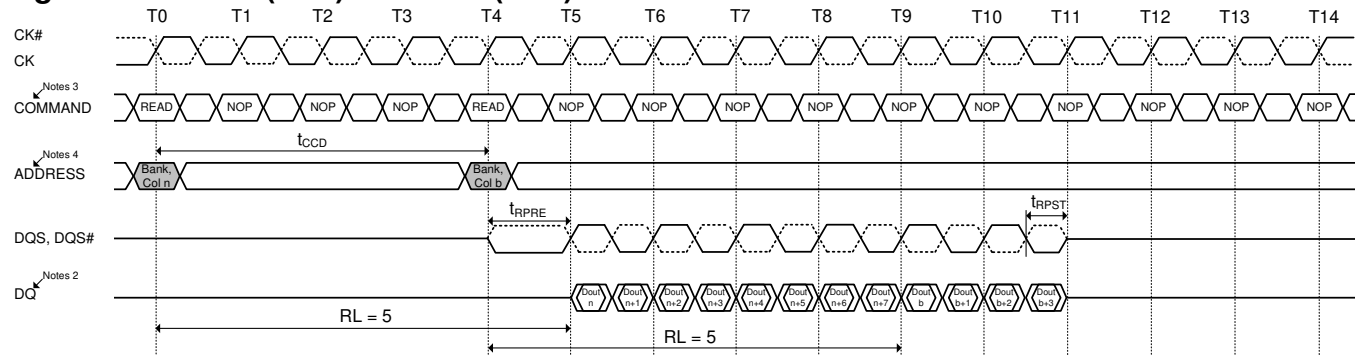 T0 T1 T2 T3 T4 T5 T6 T7 T8 T9 T10 T11 T12 T13 T14
CK#
CK
Notes 3
COMMAND READ NOP NOP NOP READ NOP NOP NOP NOP NOP NOP NOP NOP NOP NOP
tCCD
Notes 4
ADDRESS
Bank, Col n
Bank, Col b
tRPRE
tRPST
DQS, DQS#
Notes 2
DQ
Dout n
Dout n+1
Dout n+2
Dout n+3
Dout n+4
Dout n+5
Dout n+6
Dout n+7
Dout b
Dout b+1
Dout b+2
Dout b+3
RL = 5
RL = 5